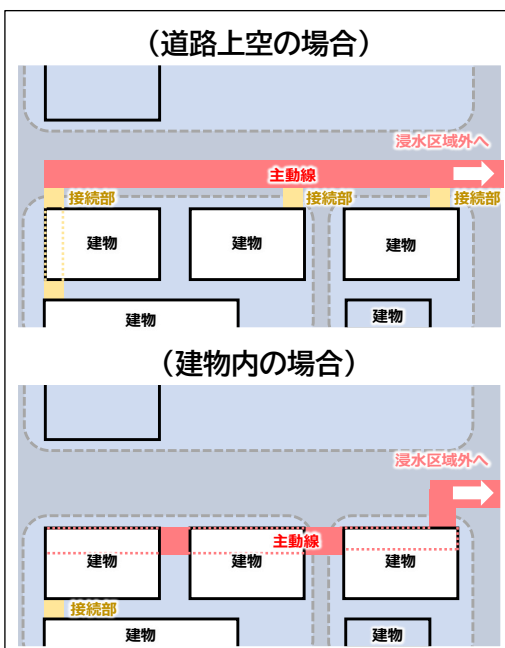 （道路上空の場合）
浸水区域外へ
主動線
接続部
接続部
接続部
建物
建物
建物
建物
建物
（建物内の場合）
浸水区域外へ
主動線
建物
建物
建物
接続部
建物
建物